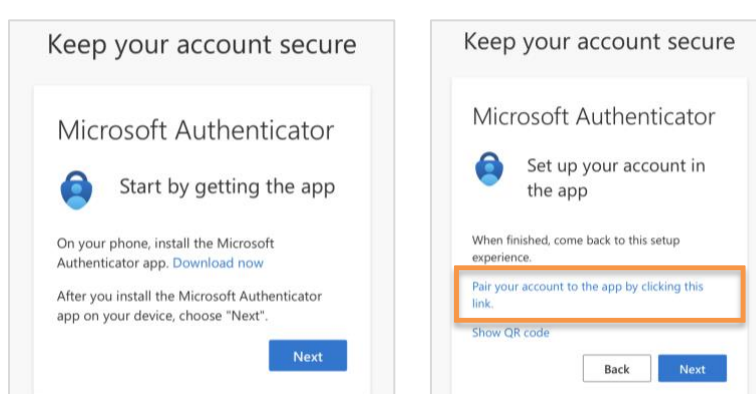 Keep your account secure
Microsoft Authenticator
Start by getting the app
On your phone, install the Microsoft
Authenticator app. Download now
After you install the Microsoft Authenticator
app on your device, choose "Next".
Next
Keep your account secure
Microsoft Authenticator
Set up your account in
the app
When finished, come back to this setup
experience.
Pair your account to the app by clicking this
link.
Show QR code
Back
Next